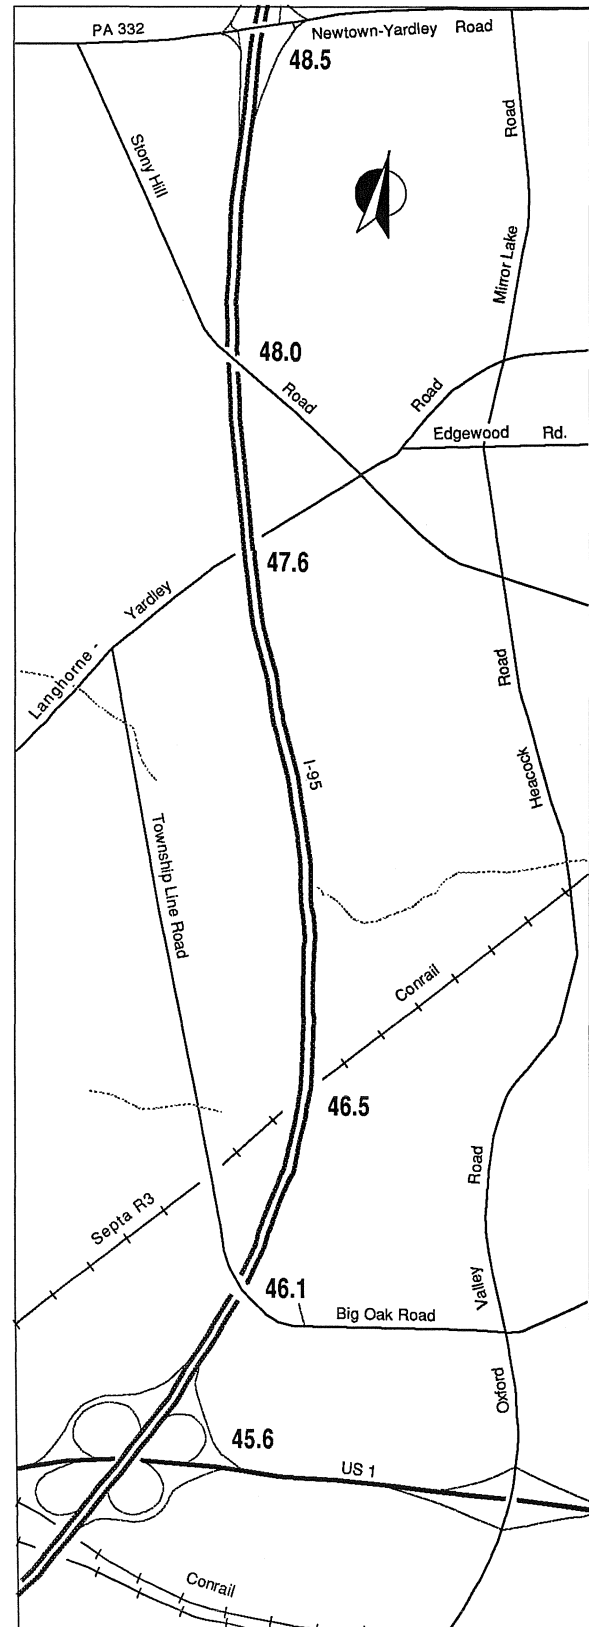 PA 332
Newtown-Yardley Road
48.5
Stony Hill
Road
Mirror Lake
48.0
Road
Road
Edgewood Rd.
47.6
Yardley
Langhorne -
Road
I-95
Heacock
Township Line Road
Conrail
46.5
Road
Septa R3
46.1
Valley
Big Oak Road
Oxford
45.6
US 1
Conrail